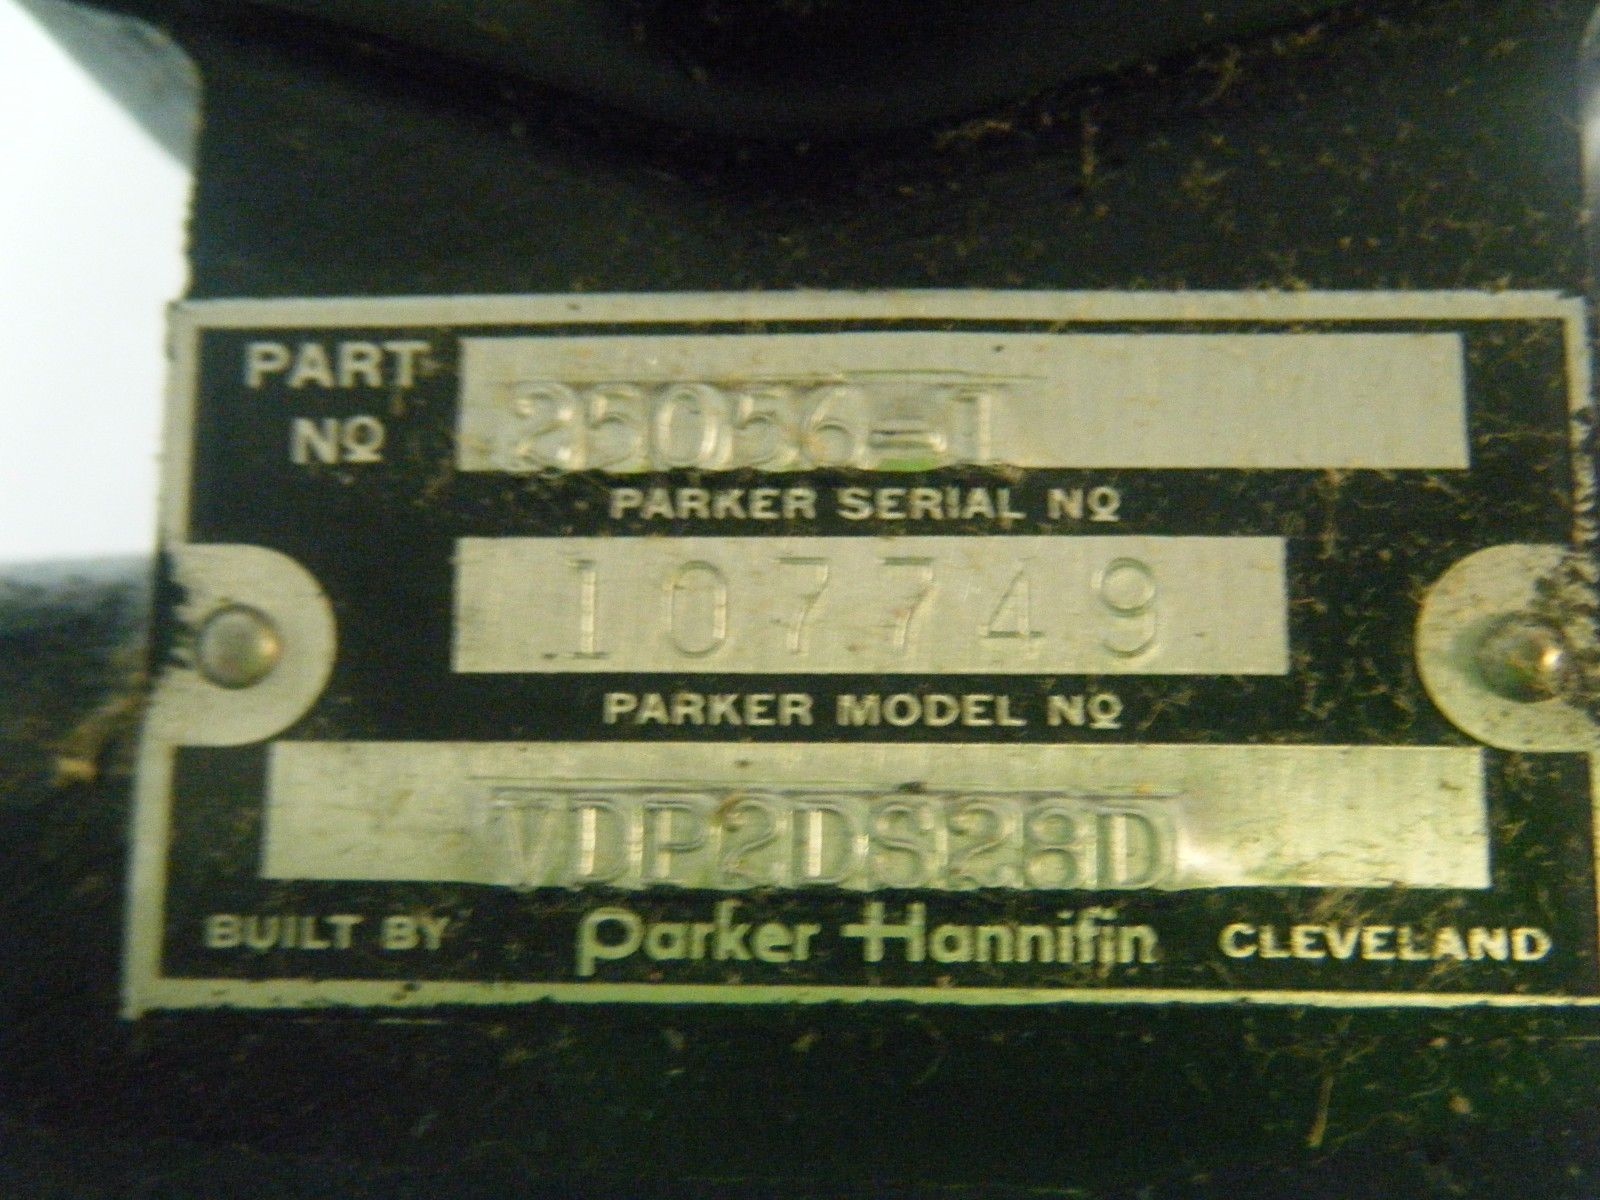 PART Nº 25056-1
PARKER SERIAL Nº
107749
PARKER MODEL Nº
VDP2DS28D
BUILT BY Parker Hannifin CLEVELAND